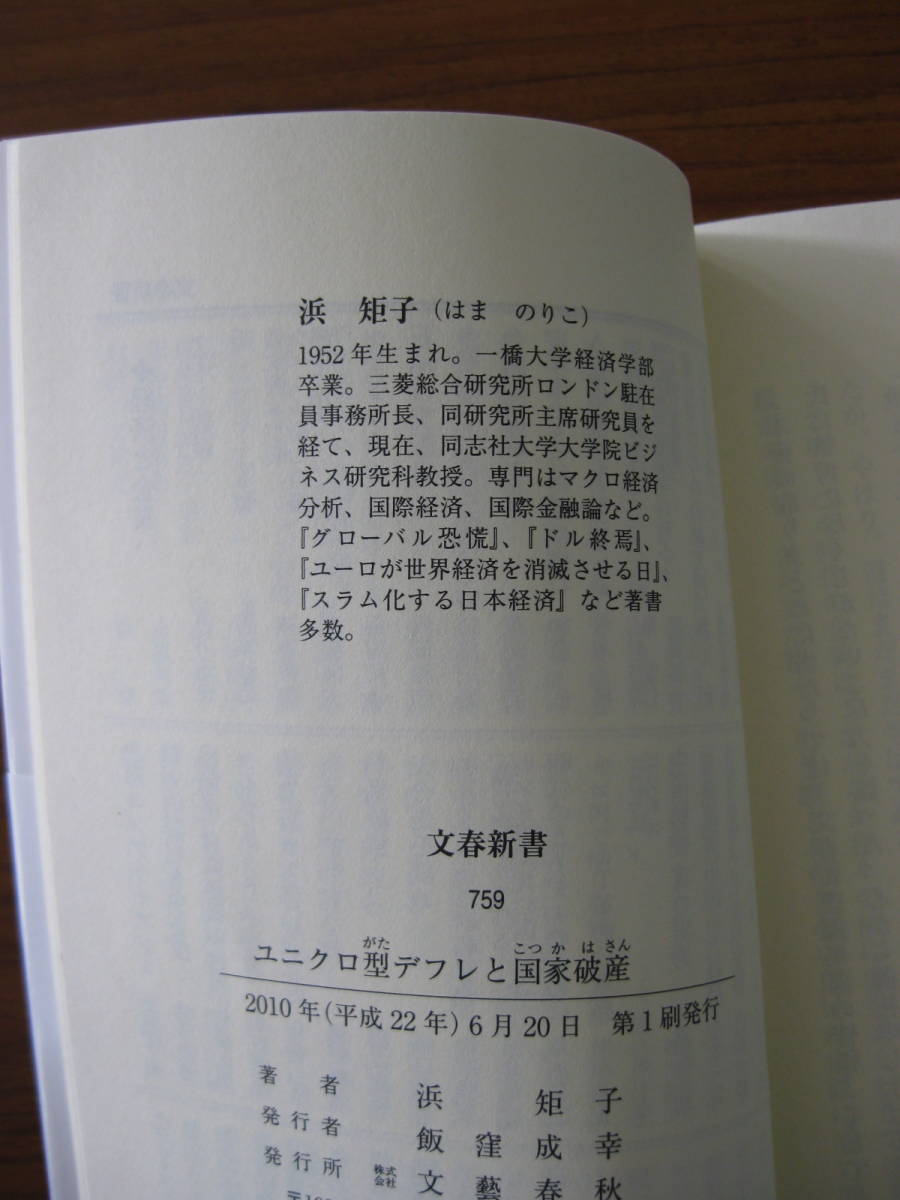 浜　矩子（はま　のりこ）
1952年生まれ。一橋大学経済学部
卒業。三菱総合研究所ロンドン駐在
員事務所長、同研究所主席研究員を
経て、現在、同志社大学大学院ビジ
ネス研究科教授。専門はマクロ経済
分析、国際経済、国際金融論など。
『グローバル恐慌』、『ドル終焉』、
『ユーロが世界経済を消滅させる日』、
『スラム化する日本経済』など著書
多数。
文春新書
759
がた　こっかはさん
ユニクロ型デフレと国家破産
2010年（平成22年）6月20日　第1刷発行
著者　浜　矩子
発行者　飯窪成幸
発行所　株式会社　文藝春秋